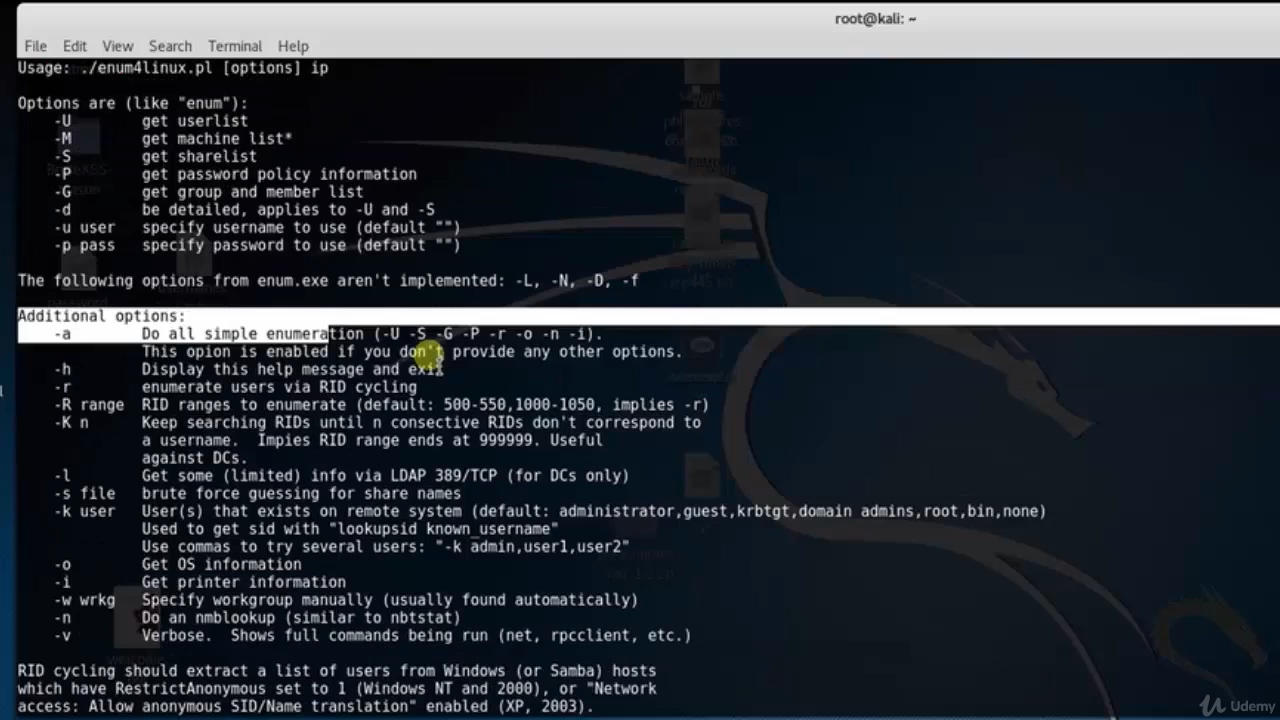 root@kali: ~
File Edit View Search Terminal Help
Usage: ./enum4linux.pl [options] ip
Options are (like "enum"):
-U get userlist
-M get machine list*
-S get sharelist
-P get password policy information
-G get group and member list
-d be detailed, applies to -U and -S
-u user specify username to use (default "")
-p pass specify password to use (default "")
The following options from enum.exe aren't implemented: -L, -N, -D, -f
Additional options:
-a Do all simple enumeration (-U -S -G -P -r -o -n -i).
This opion is enabled if you don't provide any other options.
-h Display this help message and exit
-r enumerate users via RID cycling
-R range RID ranges to enumerate (default: 500-550,1000-1050, implies -r)
-K n Keep searching RIDs until n consective RIDs don't correspond to
a username. Impies RID range ends at 999999. Useful
against DCs.
-l Get some (limited) info via LDAP 389/TCP (for DCs only)
-s file brute force guessing for share names
-k user User(s) that exists on remote system (default: administrator,guest,krbtgt,domain admins,root,bin,none)
Used to get sid with "lookupsid known_username"
Use commas to try several users: "-k admin,user1,user2"
-o Get OS information
-i Get printer information
-w wrkg Specify workgroup manually (usually found automatically)
-n Do an nmblookup (similar to nbtstat)
-v Verbose. Shows full commands being run (net, rpcclient, etc.)
RID cycling should extract a list of users from Windows (or Samba) hosts
which have RestrictAnonymous set to 1 (Windows NT and 2000), or "Network
access: Allow anonymous SID/Name translation" enabled (XP, 2003).
Udemy